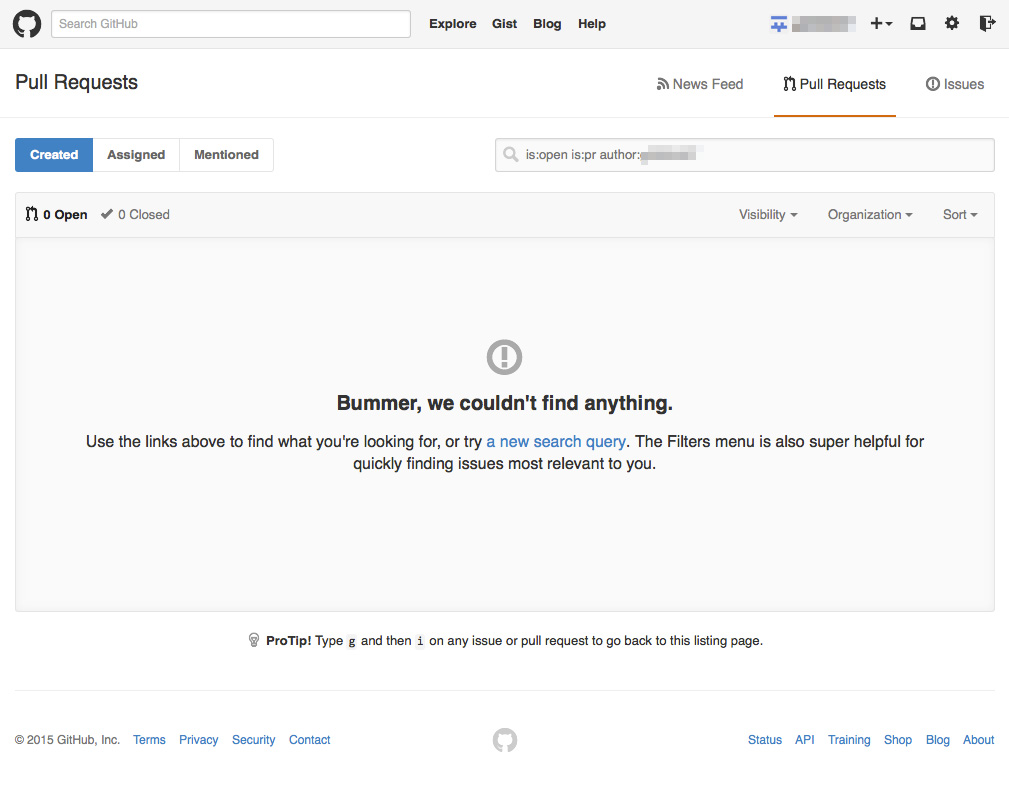 Search GitHub Explore Gist Blog Help
Pull Requests News Feed Pull Requests Issues
Created Assigned Mentioned is:open is:pr author:
0 Open 0 Closed Visibility Organization Sort
Bummer, we couldn't find anything.
Use the links above to find what you're looking for, or try a new search query. The Filters menu is also super helpful for
quickly finding issues most relevant to you.
ProTip! Type g and then i on any issue or pull request to go back to this listing page.
© 2015 GitHub, Inc. Terms Privacy Security Contact Status API Training Shop Blog About